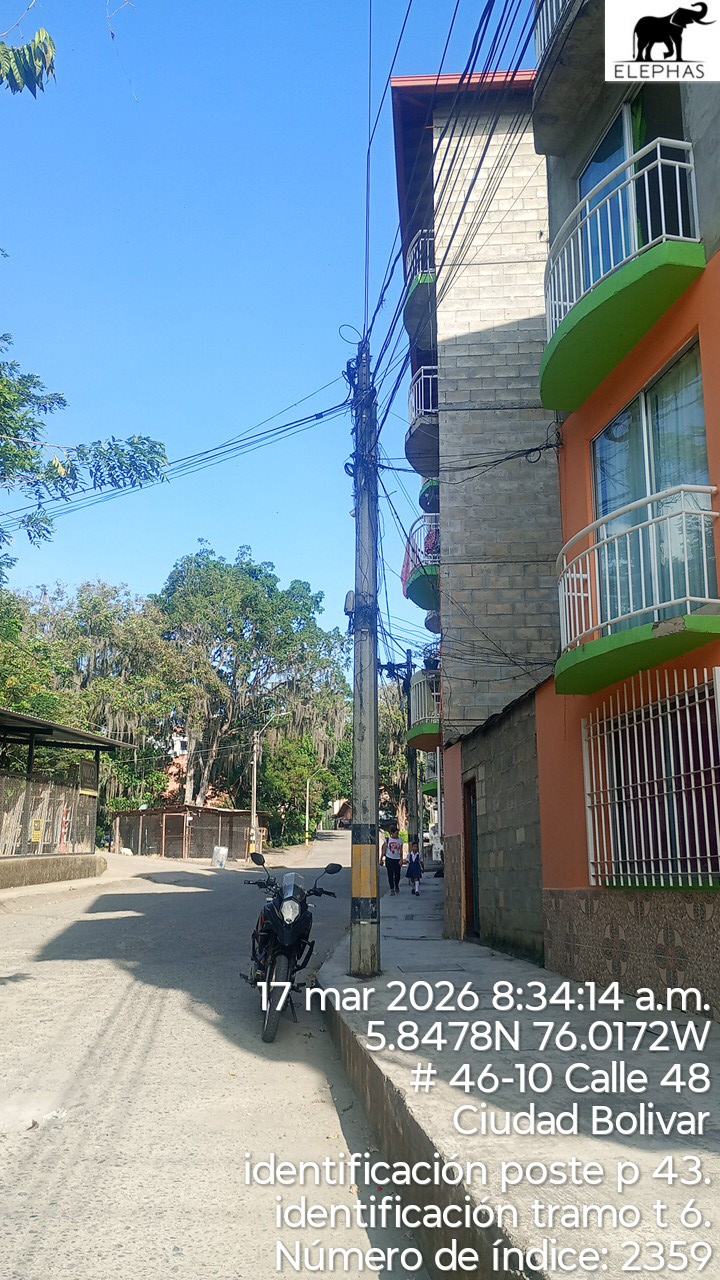 ELEPHAS
17 mar 2026 8:34:14 a.m.
5.8478N 76.0172W
# 46-10 Calle 48
Ciudad Bolivar
identificación poste p 43.
identificación tramo t 6.
Número de índice: 2359